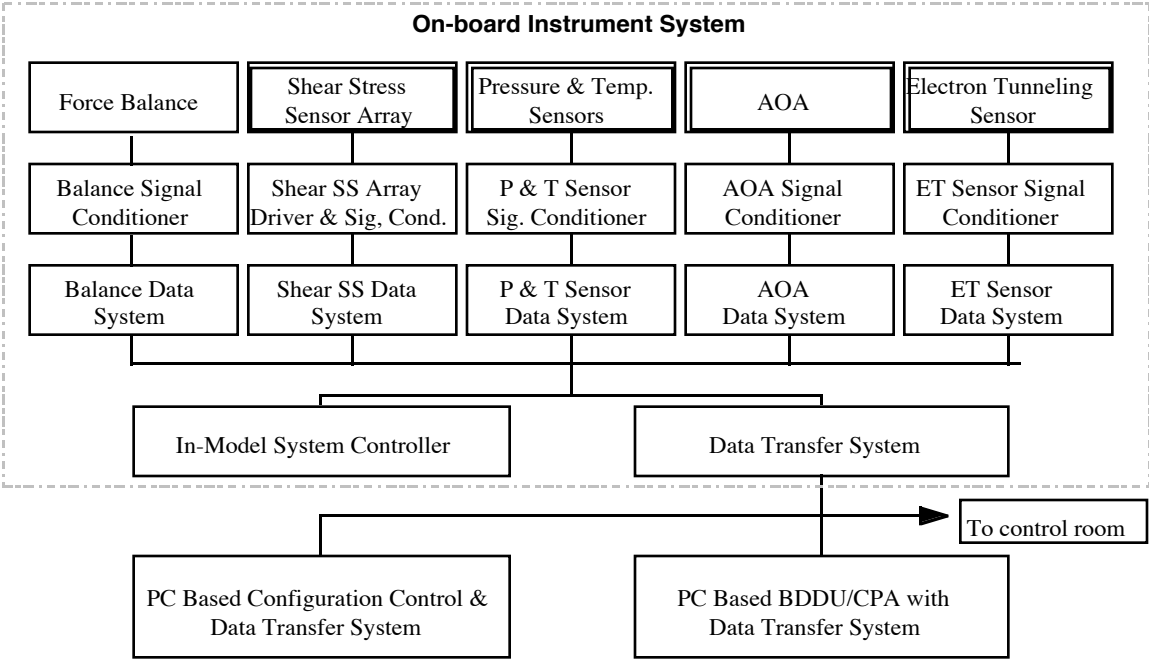 On-board Instrument System
Force Balance
Shear Stress
Sensor Array
Pressure & Temp.
Sensors
AOA
Electron Tunneling
Sensor
Balance Signal
Conditioner
Shear SS Array
Driver & Sig, Cond.
P & T Sensor
Sig. Conditioner
AOA Signal
Conditioner
ET Sensor Signal
Conditioner
Balance Data
System
Shear SS Data
System
P & T Sensor
Data System
AOA
Data System
ET Sensor
Data System
In-Model System Controller
Data Transfer System
To control room
PC Based Configuration Control &
Data Transfer System
PC Based BDDU/CPA with
Data Transfer System